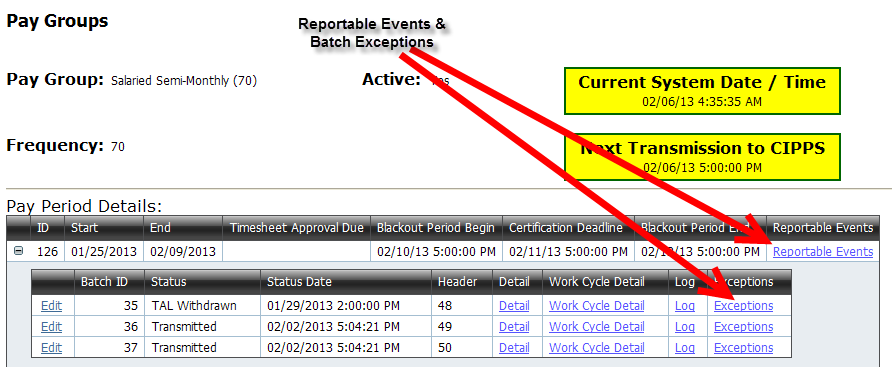 Pay Groups
Reportable Events &
Batch Exceptions
Pay Group: Salaried Semi-Monthly (70) Active:
Current System Date / Time
02/06/13 4:35:35 AM
Frequency: 70
Next Transmission to CIPPS
02/06/13 5:00:00 PM
Pay Period Details:
ID Start End Timesheet Approval Due Blackout Period Begin Certification Deadline Blackout Period End Reportable Events
126 01/25/2013 02/09/2013 02/10/13 5:00:00 PM 02/11/13 5:00:00 PM 5:00:00 PM Reportable Events
Batch ID Status Status Date Header Detail Work Cycle Detail Log Exceptions
Edit 35 TAL Withdrawn 01/29/2013 2:00:00 PM 48 Detail Work Cycle Detail Log Exceptions
Edit 36 Transmitted 02/02/2013 5:04:21 PM 49 Detail Work Cycle Detail Log Exceptions
Edit 37 Transmitted 02/02/2013 5:04:21 PM 50 Detail Work Cycle Detail Log Exceptions